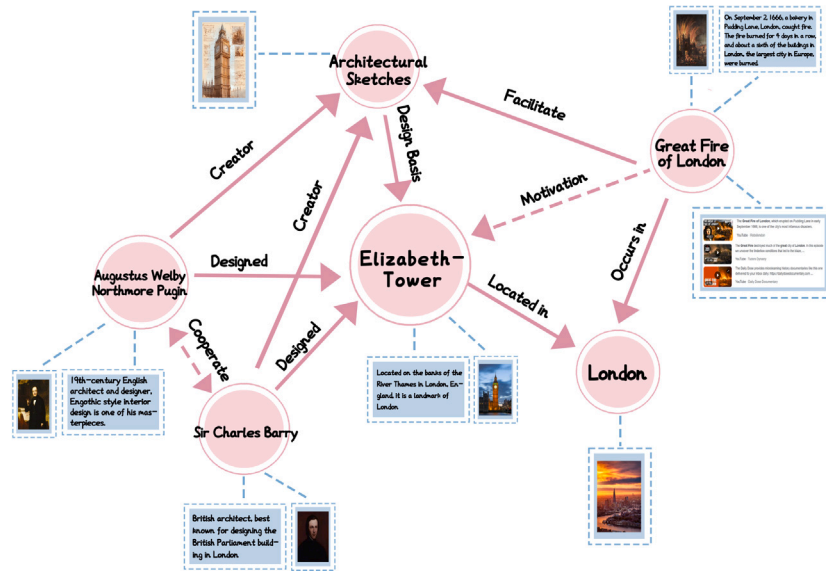 On September 2, 1666, a bakery in
Pudding Lane, London, caught fire.
The fire burned for 4 days in a row,
and about a sixth of the buildings in
London, the largest city in Europe,
were burned.
Architectural
Sketches
Facilitate
Great Fire
of London
Creator
Design Basis
Creator
Motivation
Occurs in
Augustus Welby
Northmore Pugin
Designed
Elizabeth-
Tower
Located in
Cooperate
Designed
London
19th-century English
architect and designer,
Engothic style interior
design is one of his mas-
terpieces.
Located on the banks of the
River Thames in London, En-
gland, it is a landmark of
London
Sir Charles Barry
British architect, best
known for designing the
British Parliament build-
ing in London